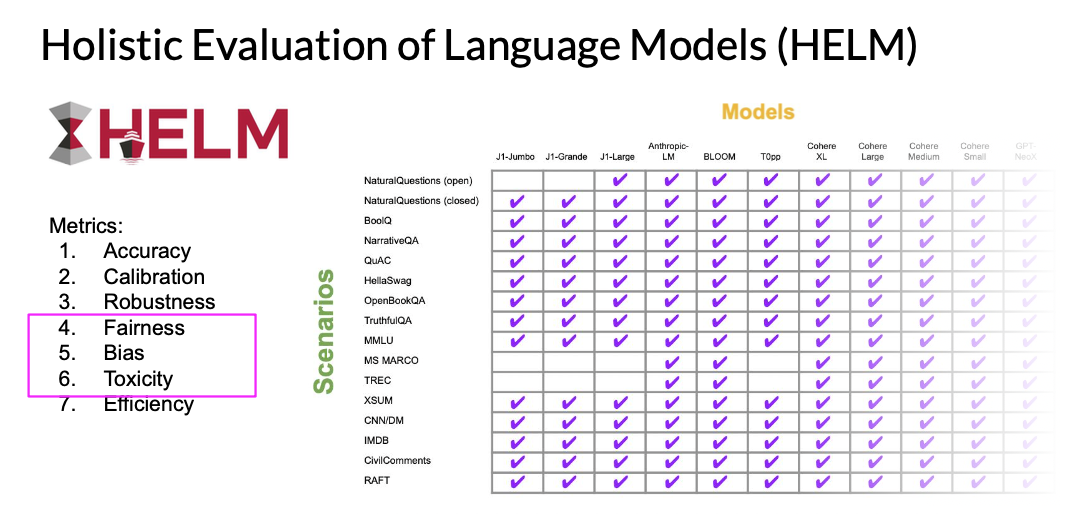 Holistic Evaluation of Language Models (HELM)
HELM
Models
J1-Jumbo J1-Grande J1-Large Anthropic-LM BLOOM T0pp Cohere XL Cohere Large Cohere Medium Cohere Small GPT-NeoX
Metrics:
1. Accuracy
2. Calibration
3. Robustness
4. Fairness
5. Bias
6. Toxicity
7. Efficiency
Scenarios
NaturalQuestions (open)
NaturalQuestions (closed)
BoolQ
NarrativeQA
QuAC
HellaSwag
OpenBookQA
TruthfulQA
MMLU
MS MARCO
TREC
XSUM
CNN/DM
IMDB
CivilComments
RAFT